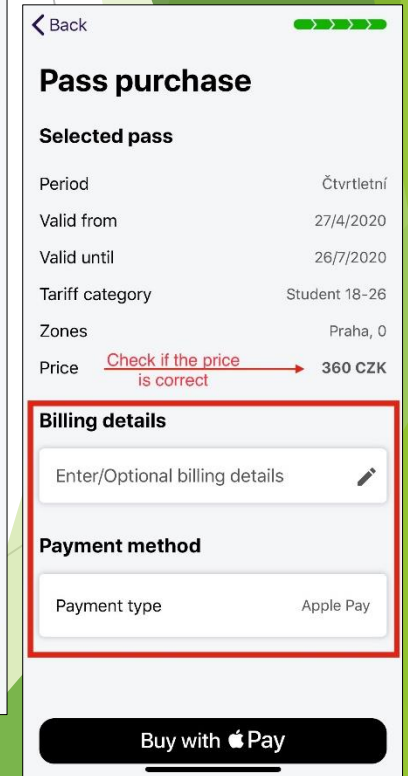 Back
Pass purchase
Selected pass
Period Čtvrtletní
Valid from 27/4/2020
Valid until 26/7/2020
Tariff category Student 18-26
Zones Praha, 0
Price Check if the price is correct 360 CZK
Billing details
Enter/Optional billing details
Payment method
Payment type Apple Pay
Buy with Pay